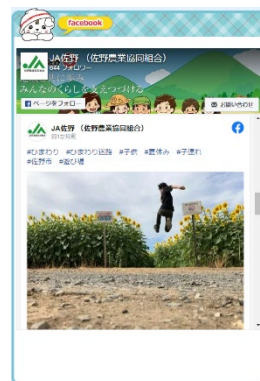 facebook
JA佐野 （佐野農業協同組合）
844 フォロワー
みんなのくらしを支えつづける
ページをフォロー
お問い合わせ
JA佐野 （佐野農業協同組合）
#ひまわり #ひまわり迷路 #子供 #夏休み #子連れ
#佐野市 #遊び場